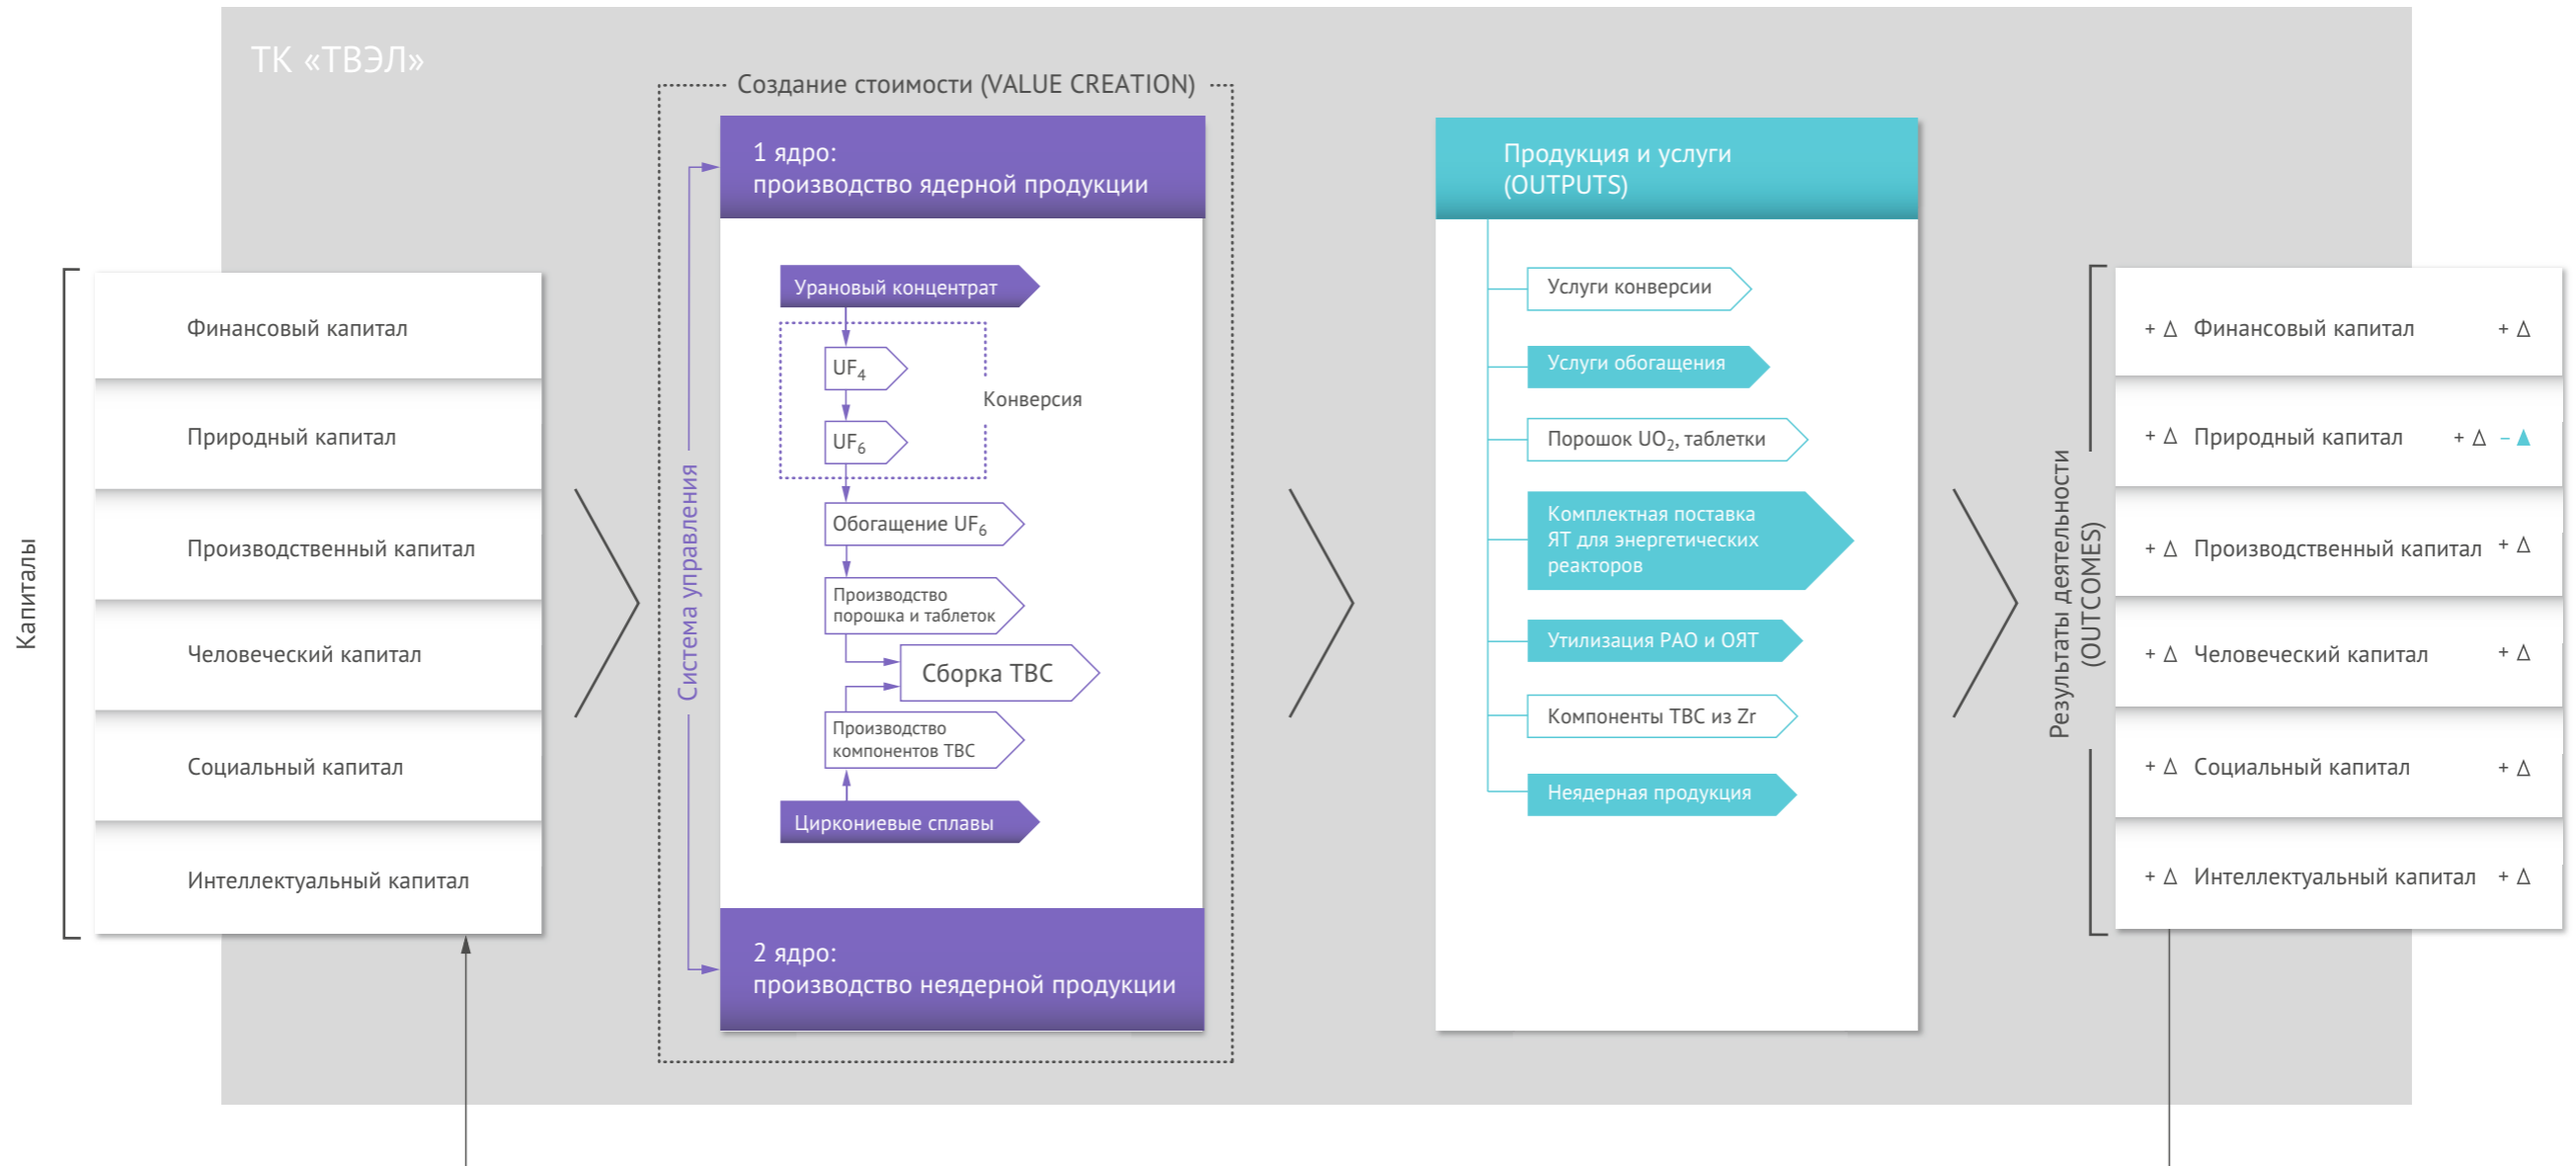 ТК «ТВЭЛ»
Капиталы
Финансовый капитал
Природный капитал
Производственный капитал
Человеческий капитал
Социальный капитал
Интеллектуальный капитал
Создание стоимости (VALUE CREATION)
Система управления
1 ядро:
производство ядерной продукции
Урановый концентрат
UF4
Конверсия
UF6
Обогащение UF6
Производство
порошка и таблеток
Сборка ТВС
Производство
компонентов ТВС
Циркониевые сплавы
2 ядро:
производство неядерной продукции
Продукция и услуги
(OUTPUTS)
Услуги конверсии
Услуги обогащения
Порошок UO2, таблетки
Комплектная поставка
ЯТ для энергетических
реакторов
Утилизация РАО и ОЯТ
Компоненты ТВС из Zr
Неядерная продукция
Результаты деятельности
(OUTCOMES)
+ Δ Финансовый капитал + Δ
+ Δ Природный капитал + Δ – ▲
+ Δ Производственный капитал + Δ
+ Δ Человеческий капитал + Δ
+ Δ Социальный капитал + Δ
+ Δ Интеллектуальный капитал + Δ